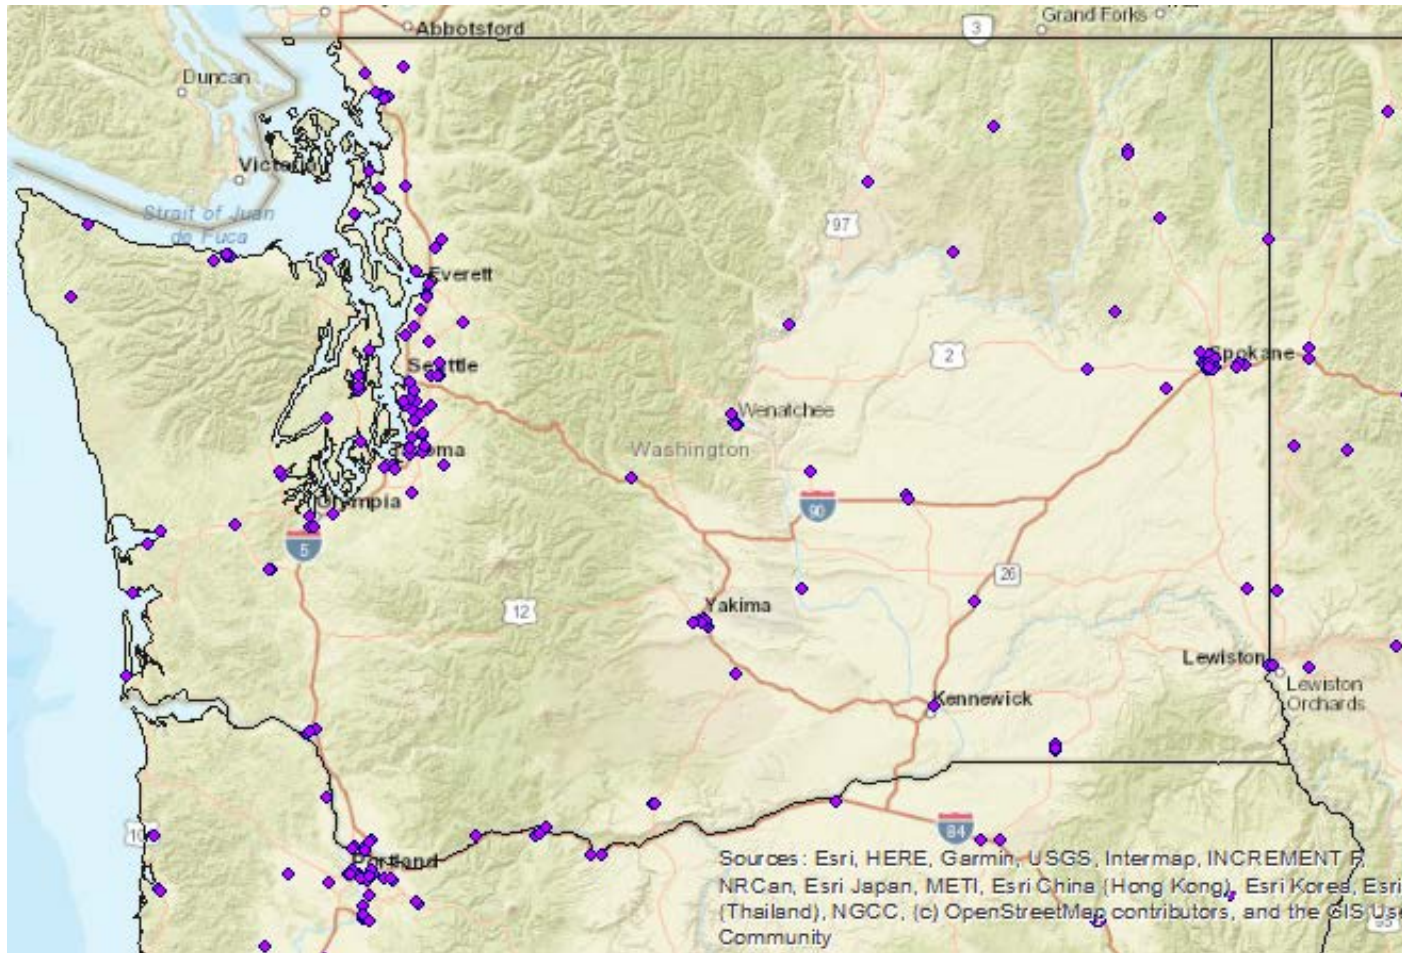 Abbotsford
3
Grand Forks
Duncan
Victoria
Strait of Juan
de Fuca
97
Everett
2
Spokane
Seattle
Wenatchee
Washington
Tacoma
90
Olympia
5
26
12
Yakima
Lewiston
Lewiston
Orchards
Kennewick
84
Portland
Sources: Esri, HERE, Garmin, USGS, Intermap, INCREMENT P,
NRCan, Esri Japan, METI, Esri China (Hong Kong), Esri Korea, Esri
(Thailand), NGCC, (c) OpenStreetMap contributors, and the GIS Use
Community
95